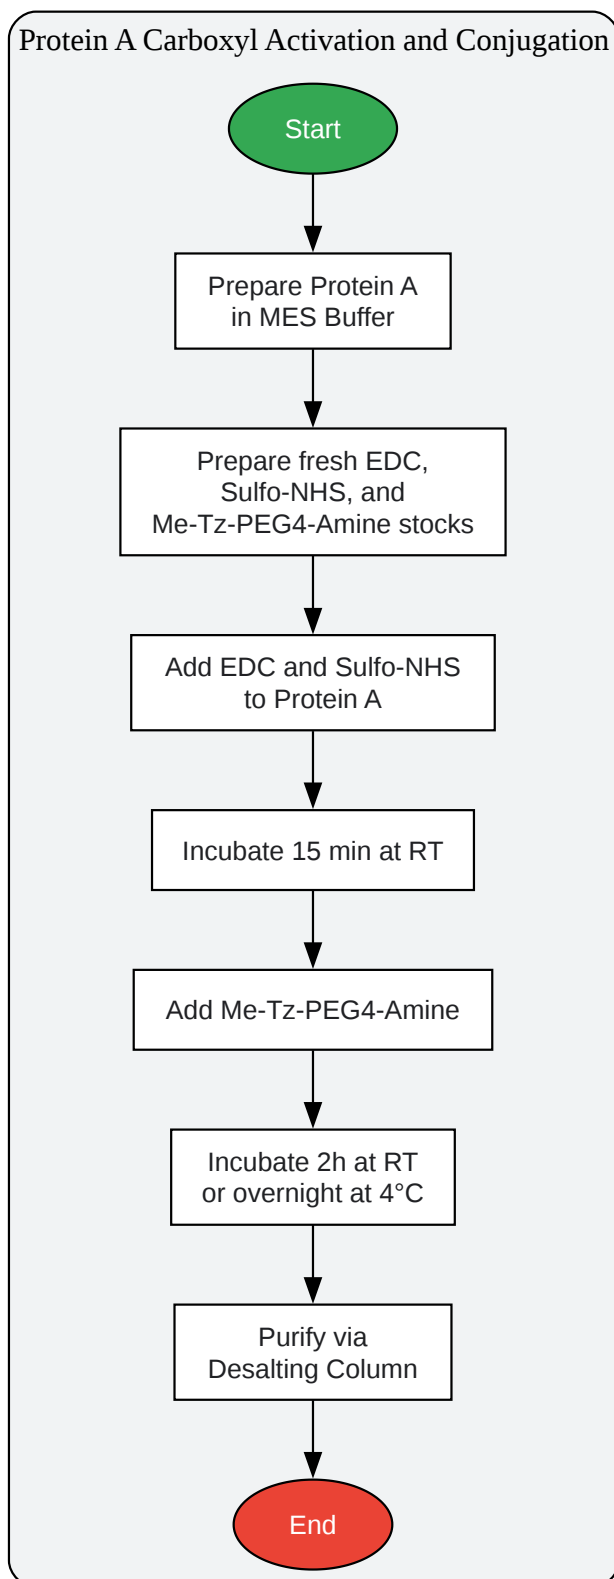 Protein A Carboxyl Activation and Conjugation
Start
Prepare Protein A
in MES Buffer
Prepare fresh EDC,
Sulfo-NHS, and
Me-Tz-PEG4-Amine stocks
Add EDC and Sulfo-NHS
to Protein A
Incubate 15 min at RT
Add Me-Tz-PEG4-Amine
Incubate 2h at RT
or overnight at 4°C
Purify via
Desalting Column
End